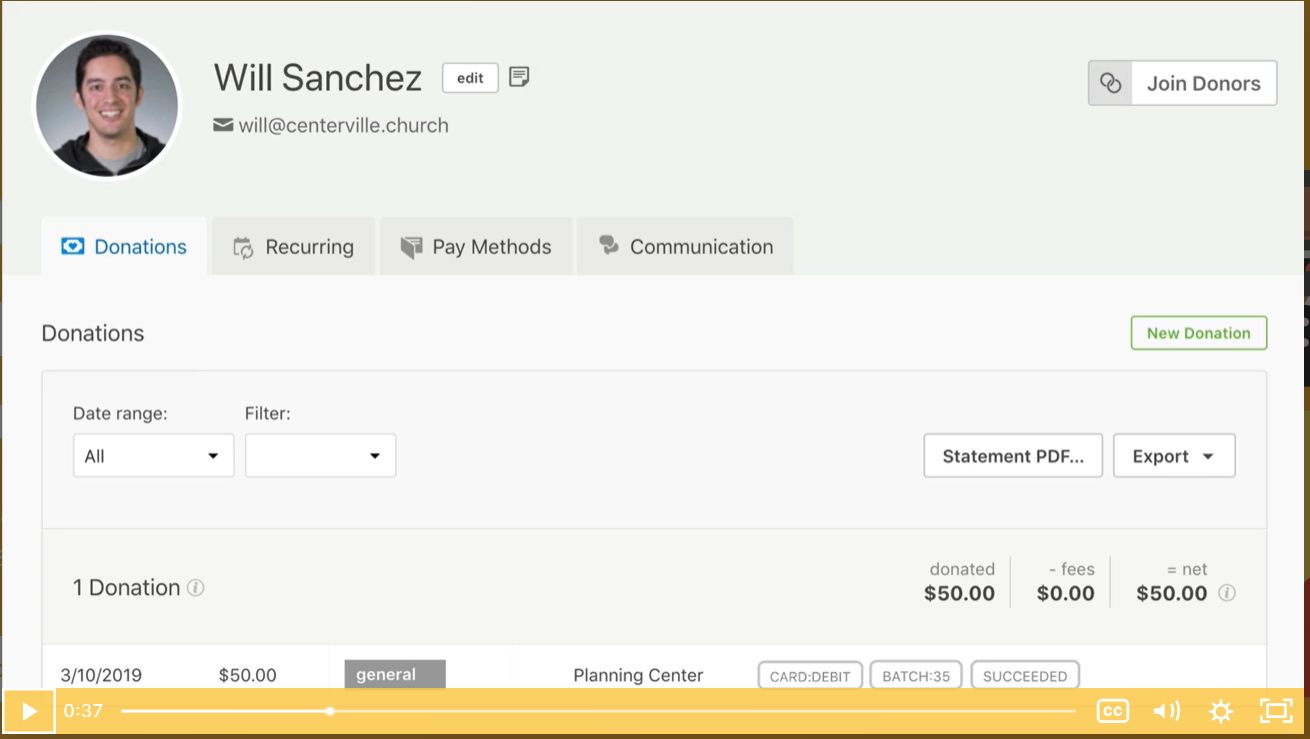 Will Sanchez
edit
will@centerville.church
Join Donors
Donations
Recurring
Pay Methods
Communication
Donations
New Donation
Date range:
Filter:
All
Statement PDF...
Export
1 Donation
donated
- fees
= net
$50.00
$0.00
$50.00
3/10/2019
$50.00
general
Planning Center
CARD:DEBIT
BATCH:35
SUCCEEDED
0:37
CC